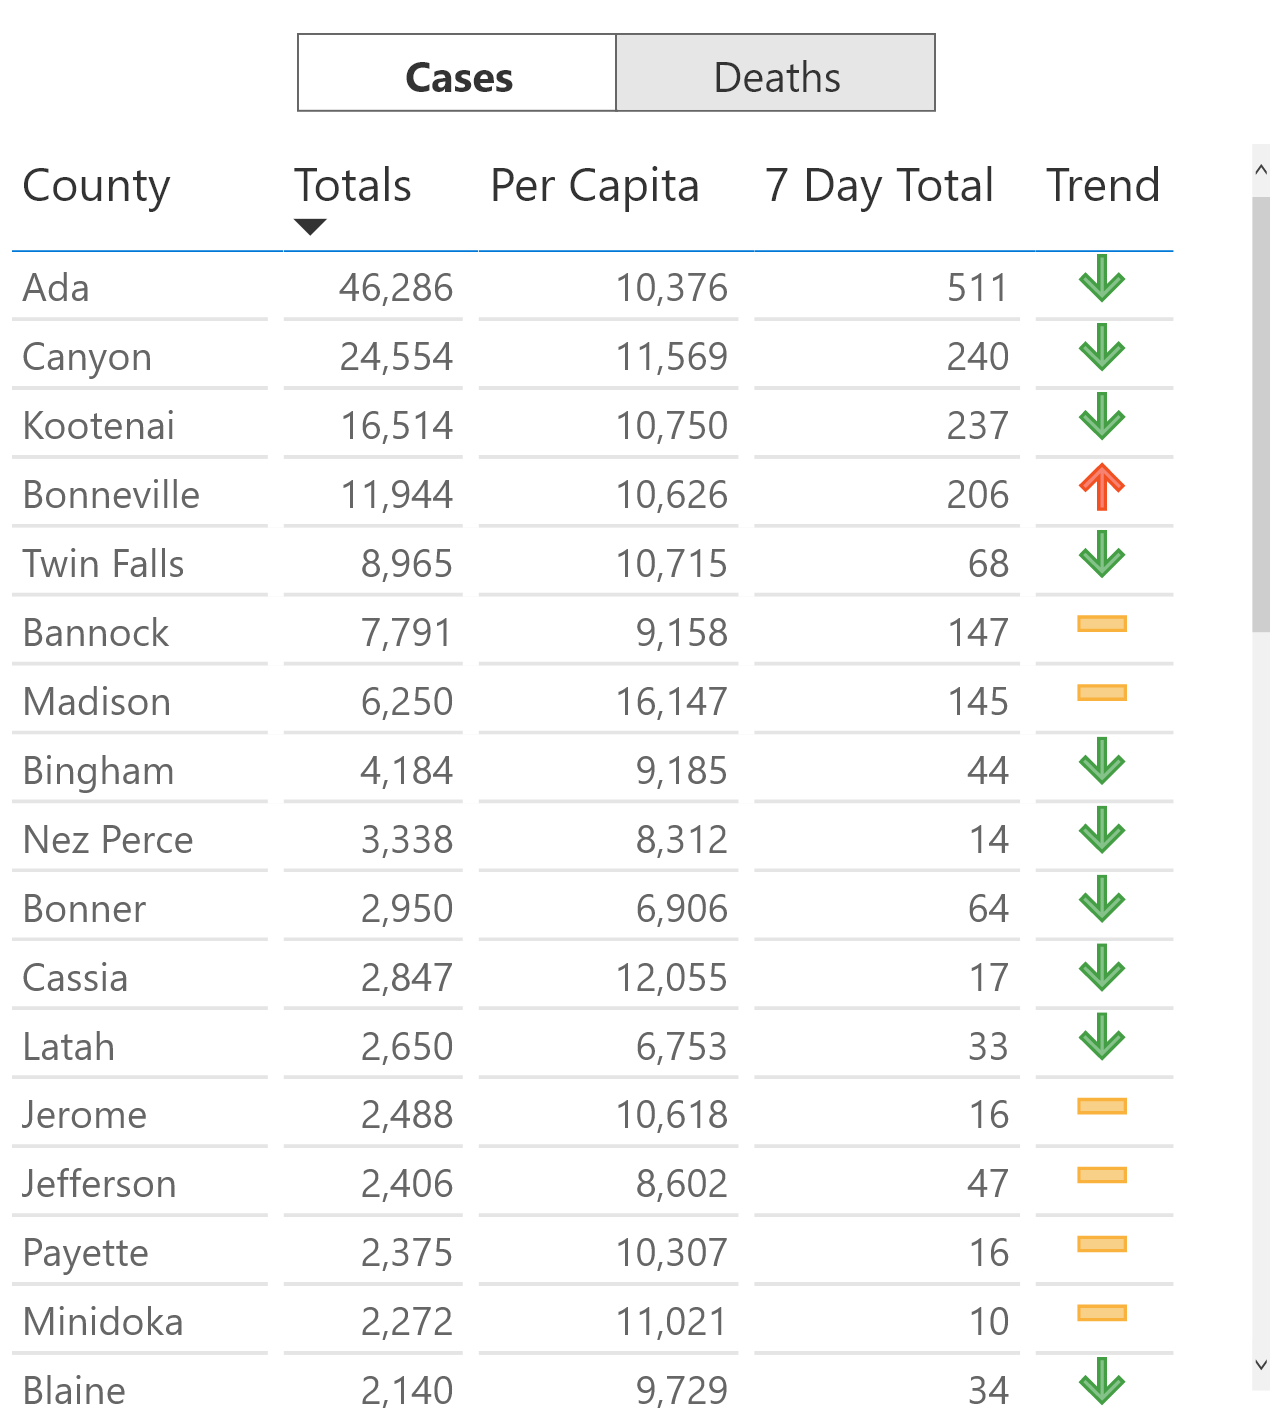 Cases Deaths
County Totals Per Capita 7 Day Total Trend
Ada 46,286 10,376 511
Canyon 24,554 11,569 240
Kootenai 16,514 10,750 237
Bonneville 11,944 10,626 206
Twin Falls 8,965 10,715 68
Bannock 7,791 9,158 147
Madison 6,250 16,147 145
Bingham 4,184 9,185 44
Nez Perce 3,338 8,312 14
Bonner 2,950 6,906 64
Cassia 2,847 12,055 17
Latah 2,650 6,753 33
Jerome 2,488 10,618 16
Jefferson 2,406 8,602 47
Payette 2,375 10,307 16
Minidoka 2,272 11,021 10
Blaine 2,140 9,729 34